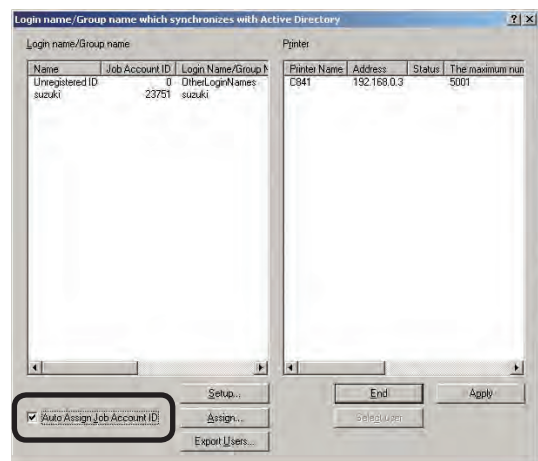 Login name/Group name which synchronizes with Active Directory
Login name/Group name
Printer
Name Job Account ID Login Name/Group N
Unregistered ID 0 OtherLoginNames
suzuki 23751 suzuki
Printer Name Address Status The maximum num
C841 192.168.0.3 5001
Setup...
End
Apply
Auto Assign Job Account ID
Assign...
Select User
Export Users...